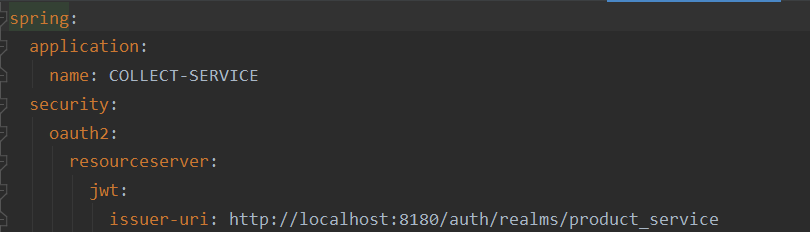 spring:
  application:
    name: COLLECT-SERVICE
  security:
    oauth2:
      resourceserver:
        jwt:
          issuer-uri: http://localhost:8180/auth/realms/product_service